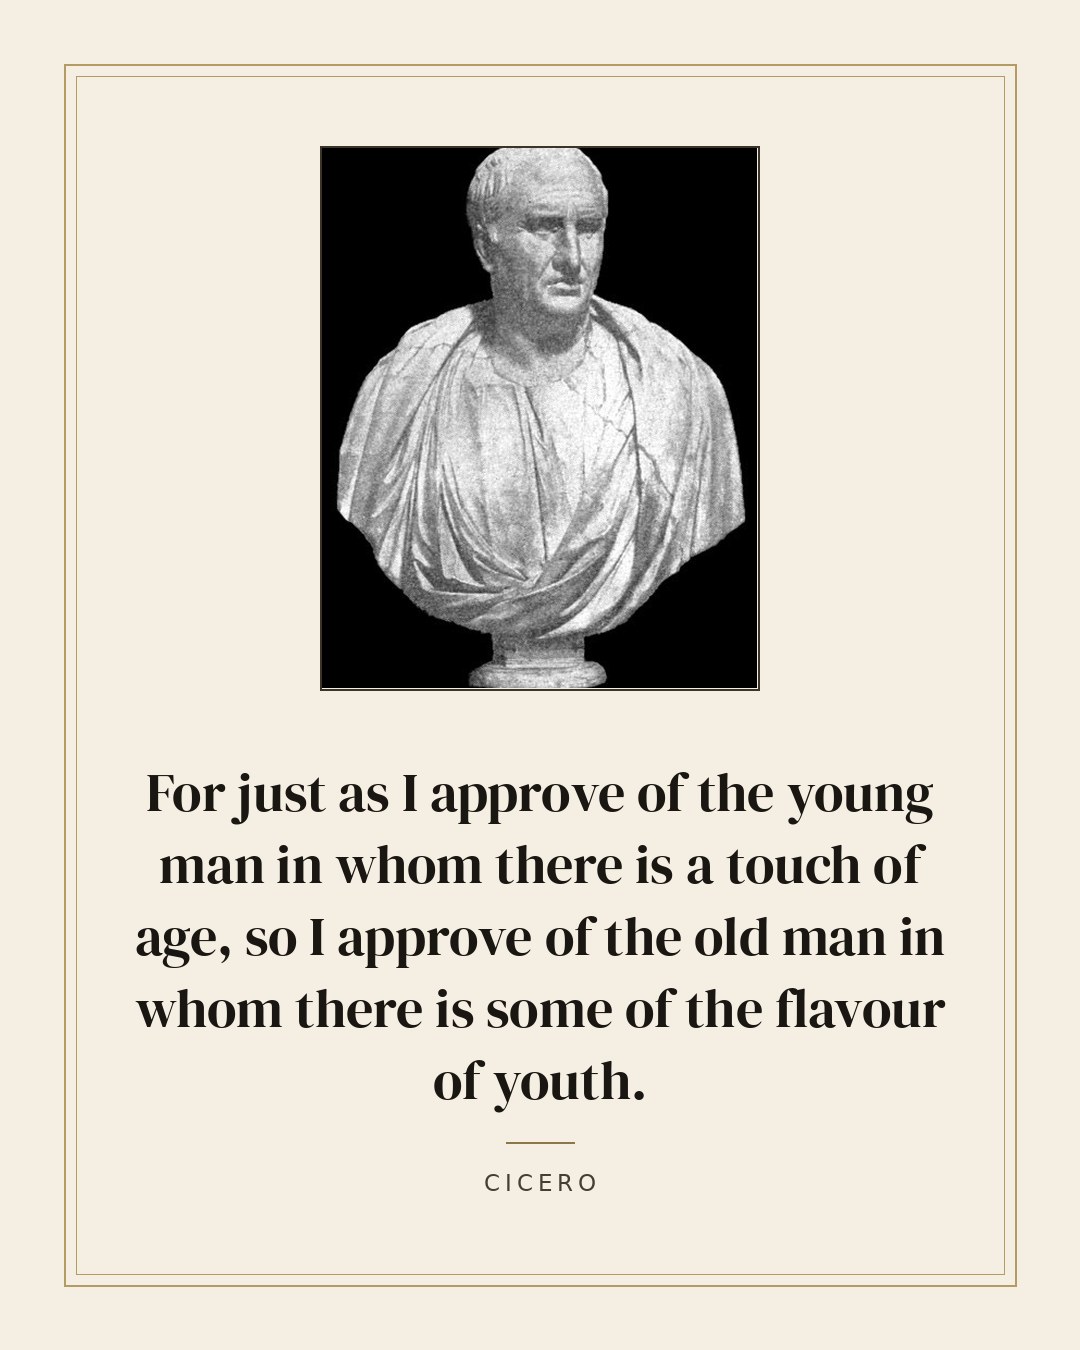 For just as I approve of the young
man in whom there is a touch of
age, so I approve of the old man in
whom there is some of the flavour
of youth.
CICERO